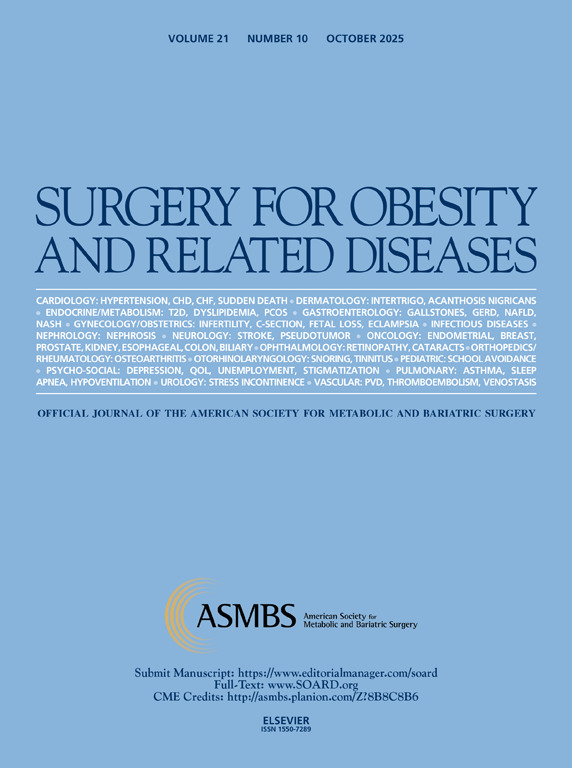 VOLUME 21 NUMBER 10 OCTOBER 2025
SURGERY FOR OBESITY
AND RELATED DISEASES
CARDIOLOGY: HYPERTENSION, CHD, CHF, SUDDEN DEATH • DERMATOLOGY: INTERTRIGO, ACANTHOSIS NIGRICANS
• ENDOCRINE/METABOLISM: T2D, DYSLIPIDEMIA, PCOS • GASTROENTEROLOGY: GALLSTONES, GERD, NAFLD,
NASH • GYNECOLOGY/OBSTETRICS: INFERTILITY, C-SECTION, FETAL LOSS, ECLAMPSIA • INFECTIOUS DISEASES •
NEPHROLOGY: NEPHROSIS • NEUROLOGY: STROKE, PSEUDOTUMOR • ONCOLOGY: ENDOMETRIAL, BREAST,
PROSTATE, KIDNEY, ESOPHAGEAL, COLON, BILIARY • OPHTHALMOLOGY: RETINOPATHY, CATARACTS • ORTHOPEDICS/
RHEUMATOLOGY: OSTEOARTHRITIS • OTORHINOLARYNGOLOGY: SNORING, TINNITUS • PEDIATRIC: SCHOOL AVOIDANCE
• PSYCHO-SOCIAL: DEPRESSION, QOL, UNEMPLOYMENT, STIGMATIZATION • PULMONARY: ASTHMA, SLEEP
APNEA, HYPOVENTILATION • UROLOGY: STRESS INCONTINENCE • VASCULAR: PVD, THROMBOEMBOLISM, VENOSTASIS
OFFICIAL JOURNAL OF THE AMERICAN SOCIETY FOR METABOLIC AND BARIATRIC SURGERY
ASMBS
American Society for
Metabolic and Bariatric Surgery
Submit Manuscript: https://www.editorialmanager.com/soard
Full-Text: www.SOARD.org
CME Credits: http://asmbs.planion.com/Z?8B8C8B6
ELSEVIER
ISSN 1550-7289